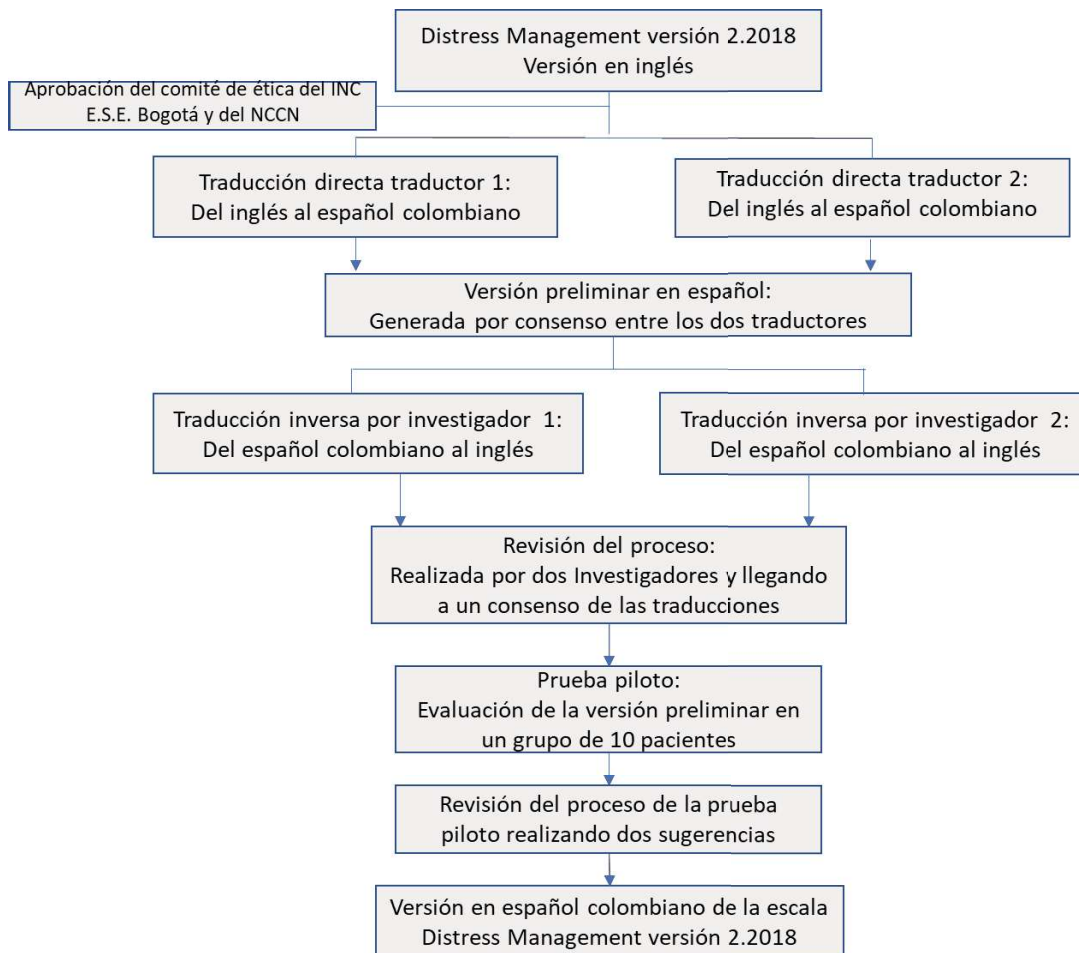 Distress Management versión 2.2018
Versión en inglés
Aprobación del comité de ética del INC
E.S.E. Bogotá y del NCCN
Traducción directa traductor 1:
Del inglés al español colombiano
Traducción directa traductor 2:
Del inglés al español colombiano
Versión preliminar en español:
Generada por consenso entre los dos traductores
Traducción inversa por investigador 1:
Del español colombiano al inglés
Traducción inversa por investigador 2:
Del español colombiano al inglés
Revisión del proceso:
Realizada por dos Investigadores y llegando
a un consenso de las traducciones
Prueba piloto:
Evaluación de la versión preliminar en
un grupo de 10 pacientes
Revisión del proceso de la prueba
piloto realizando dos sugerencias
Versión en español colombiano de la escala
Distress Management versión 2.2018